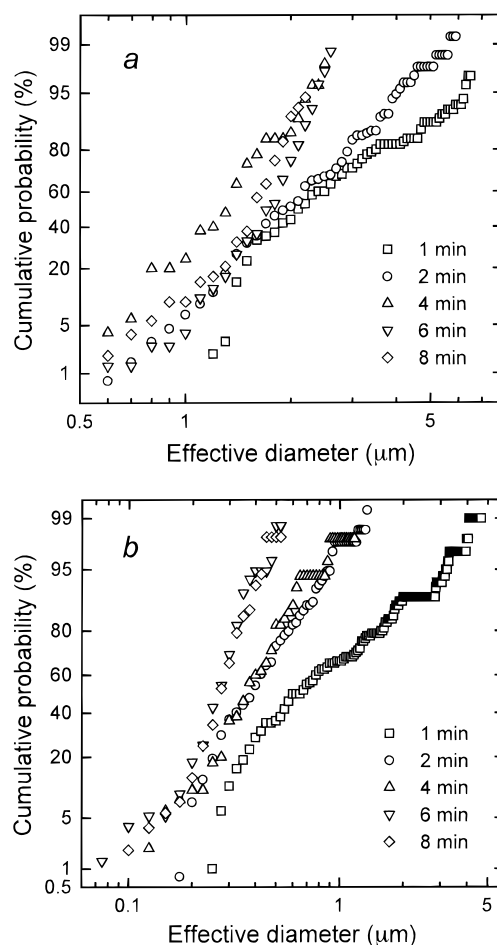 a
Cumulative probability (%)
99
95
80
60
40
20
5
1
1 min
2 min
4 min
6 min
8 min
0.5
1
5
Effective diameter (μm)
b
Cumulative probability (%)
99
95
80
60
40
20
5
1
0.5
1 min
2 min
4 min
6 min
8 min
0.1
1
5
Effective diameter (μm)